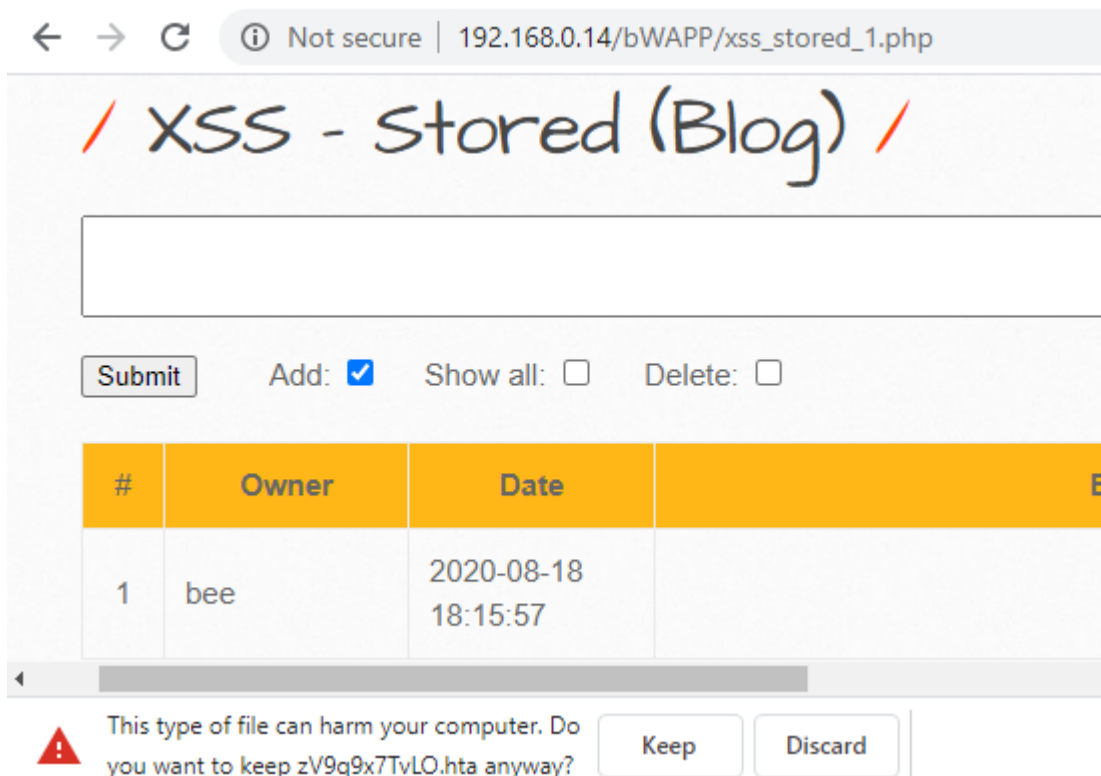 Not secure | 192.168.0.14/bWAPP/xss_stored_1.php
/ XSS - Stored (Blog) /
Submit Add: Show all: Delete:
# Owner Date
1 bee 2020-08-18
18:15:57
This type of file can harm your computer. Do
you want to keep zV9q9x7TvLO.hta anyway?
Keep Discard